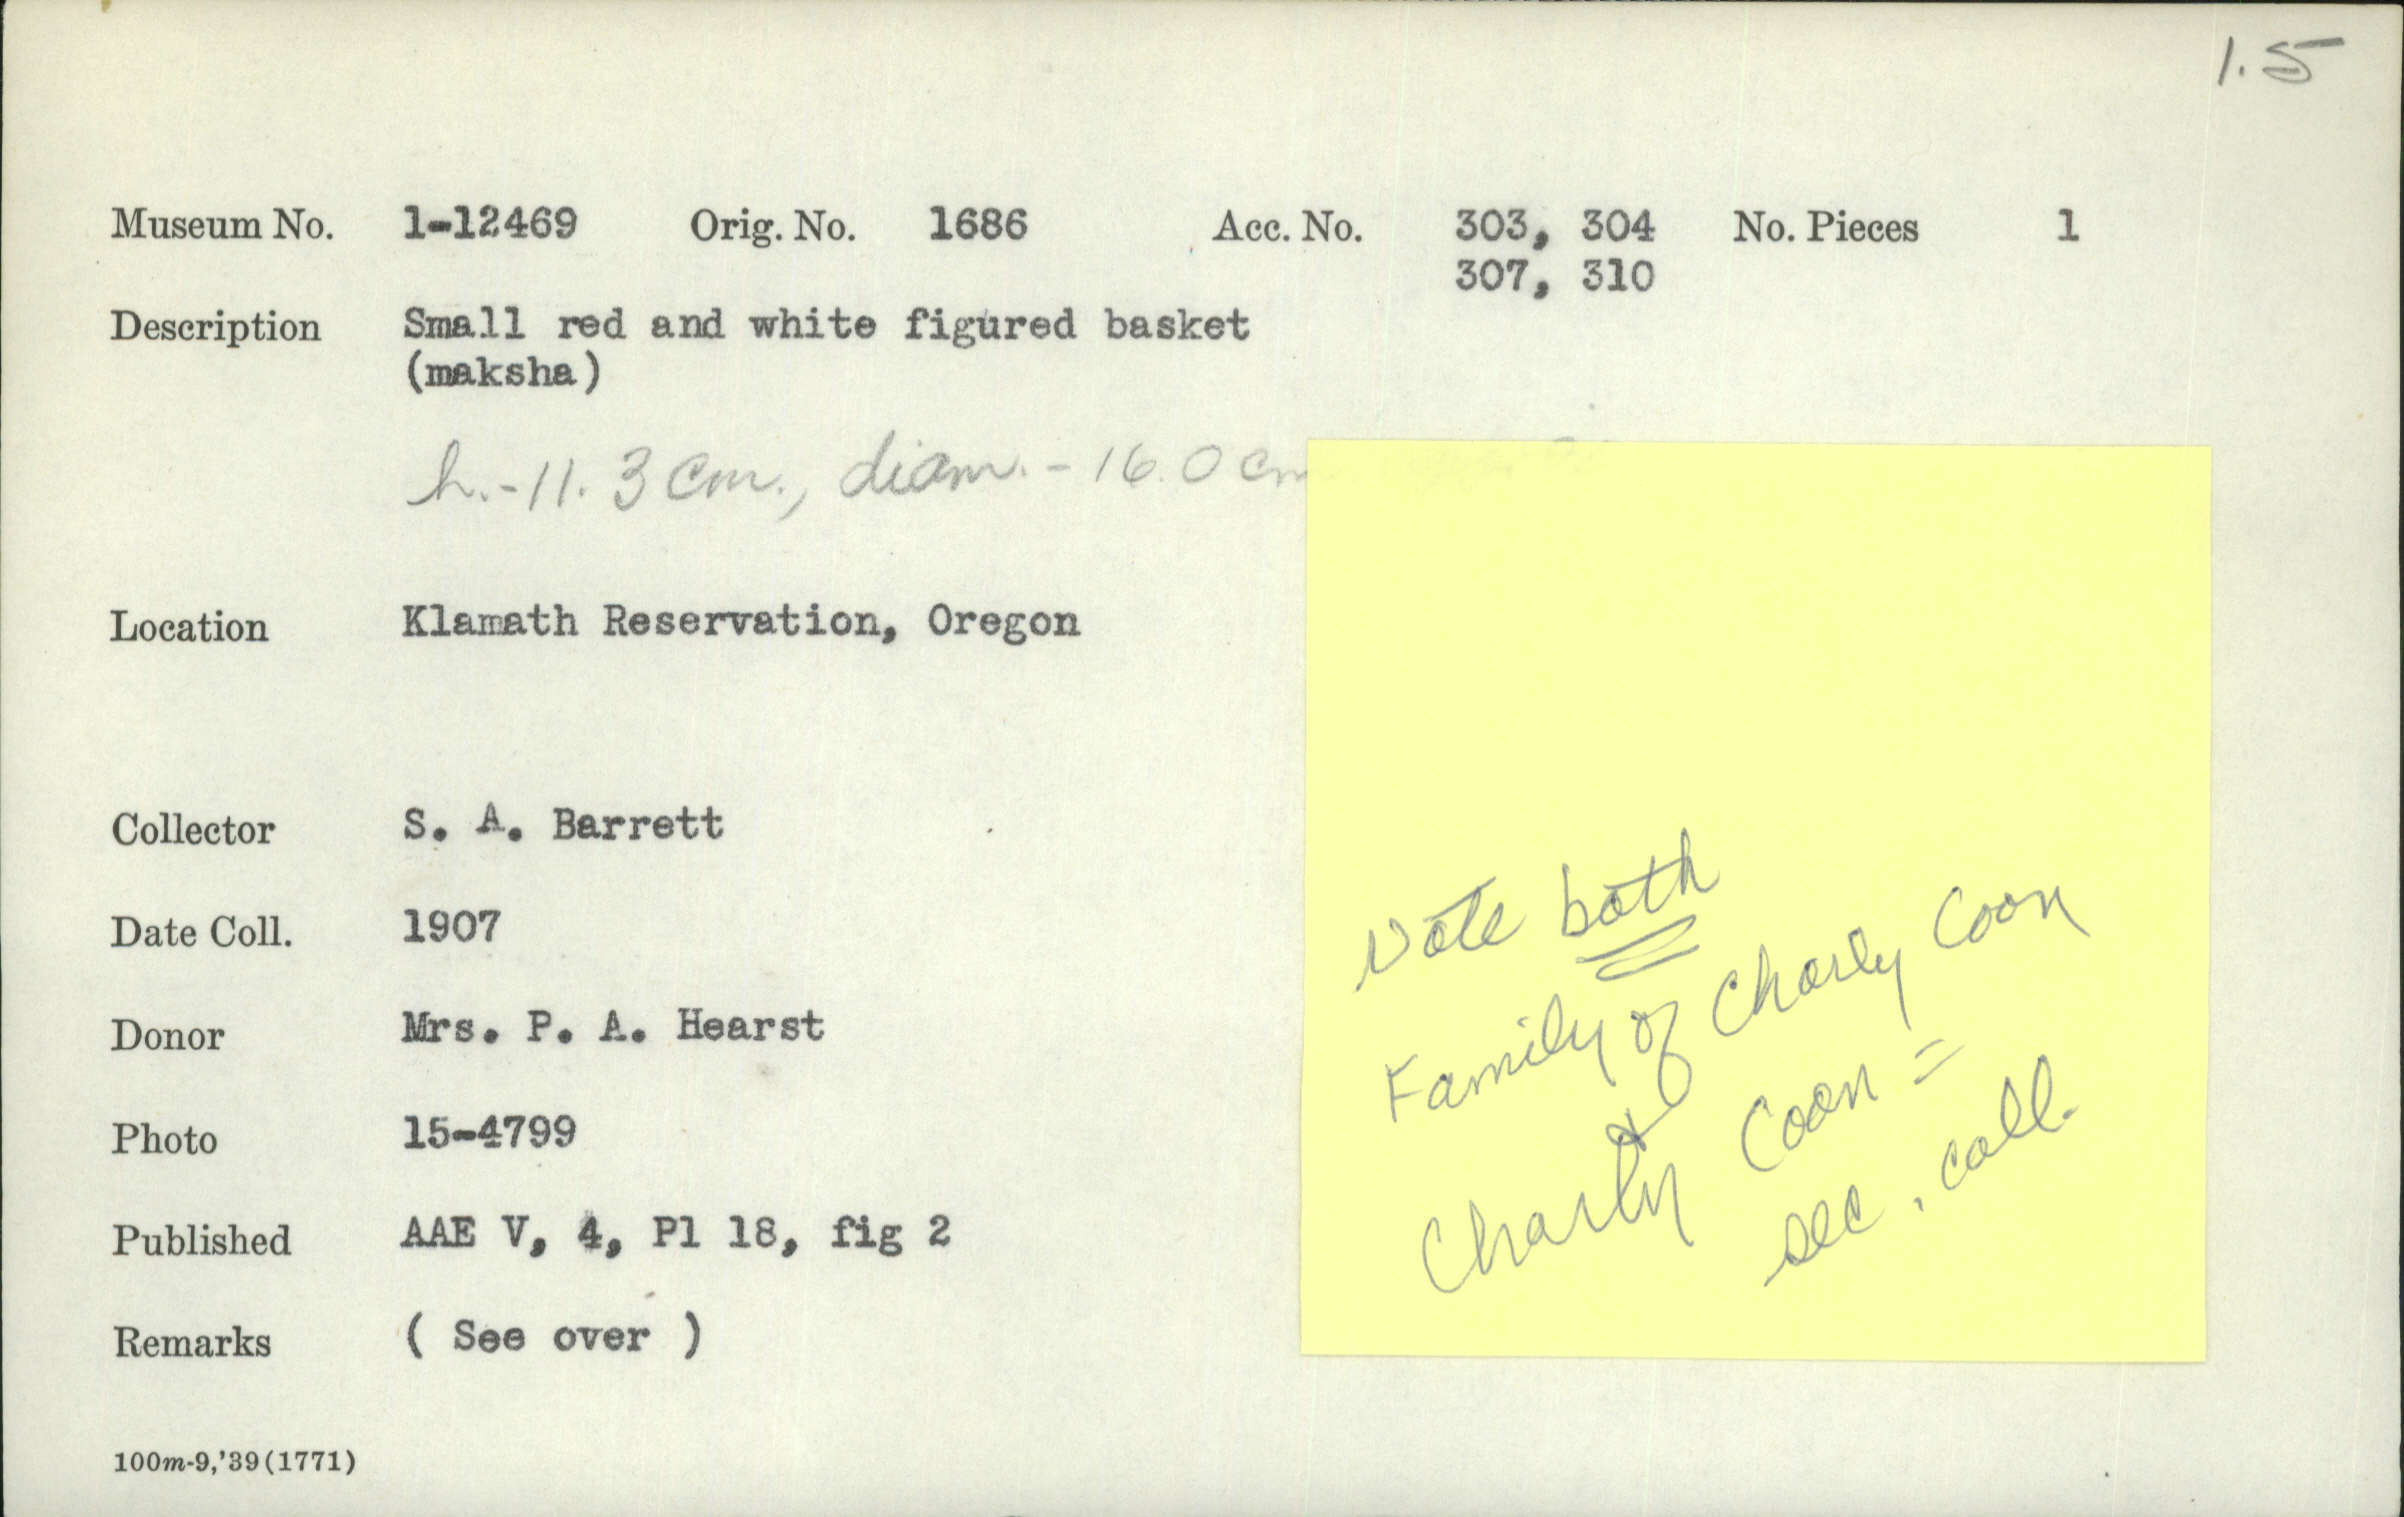 1.5
Museum No. 1-12469 Orig. No. 1686 Acc. No. 303, 304 No. Pieces 1
307, 310
Description Small red and white figured basket
(maksha)
h.-11.3 cm., diam.-16.0 cm
Location Klamath Reservation, Oregon
Collector S. A. Barrett
Date Coll. 1907
Donor Mrs. P. A. Hearst
Photo 15-4799
Published AAE V, 4, Pl 18, fig 2
Remarks ( See over )
100m-9,'39(1771)
Note both
Family of Charly Coon
&
Charly Coon =
sec. coll.